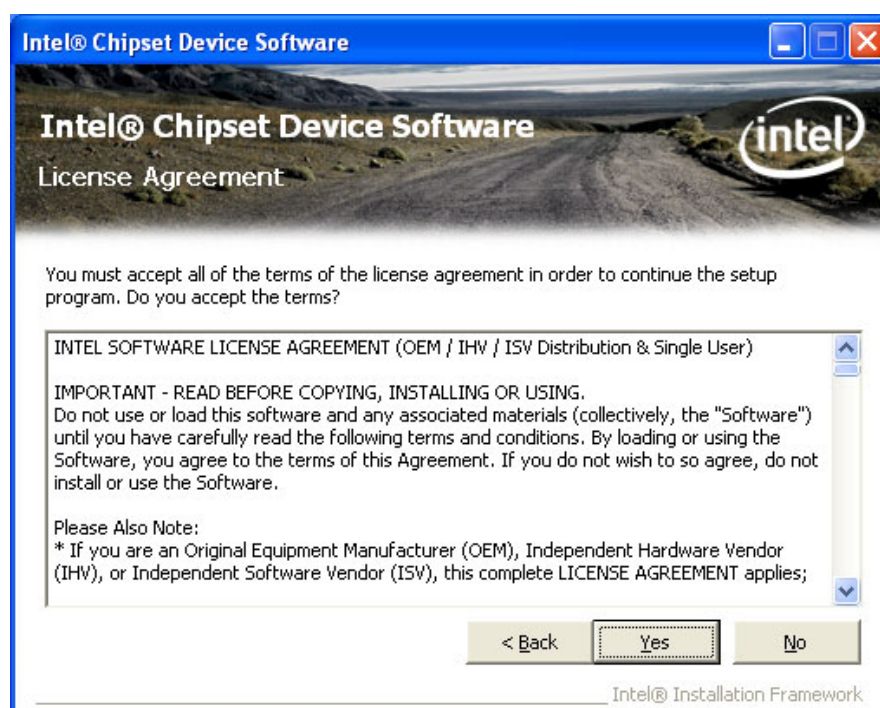 Intel® Chipset Device Software
Intel® Chipset Device Software
intel
License Agreement
You must accept all of the terms of the license agreement in order to continue the setup
program. Do you accept the terms?
INTEL SOFTWARE LICENSE AGREEMENT (OEM / IHV / ISV Distribution & Single User)
IMPORTANT - READ BEFORE COPYING, INSTALLING OR USING.
Do not use or load this software and any associated materials (collectively, the "Software")
until you have carefully read the following terms and conditions. By loading or using the
Software, you agree to the terms of this Agreement. If you do not wish to so agree, do not
install or use the Software.
Please Also Note:
* If you are an Original Equipment Manufacturer (OEM), Independent Hardware Vendor
(IHV), or Independent Software Vendor (ISV), this complete LICENSE AGREEMENT applies;
< Back
Yes
No
Intel® Installation Framework